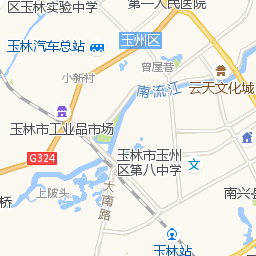 区玉林实验中学
第一人民医院
玉州区
玉林汽车总站
曾屋巷
小新村
南流江
云天文化城
玉林市工业品市场
玉林市玉州
区第八中学
G324
上陂头
大南路
南兴县
桥
玉林站